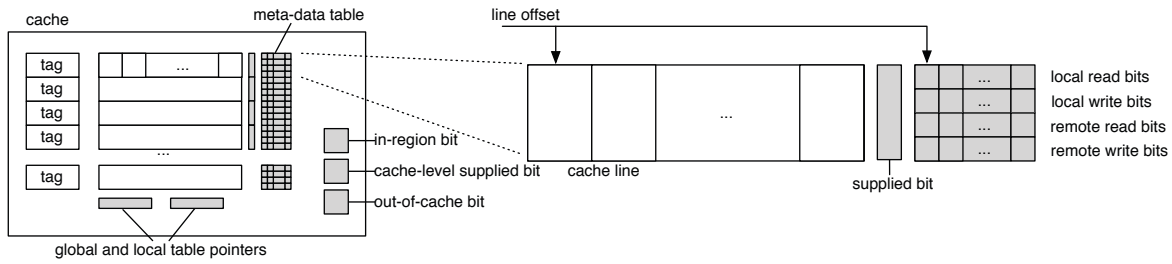 cache
meta-data table
line offset
tag
...
tag
tag
tag
...
tag
in-region bit
cache-level supplied bit
out-of-cache bit
global and local table pointers
...
cache line
supplied bit
... local read bits
... local write bits
... remote read bits
... remote write bits